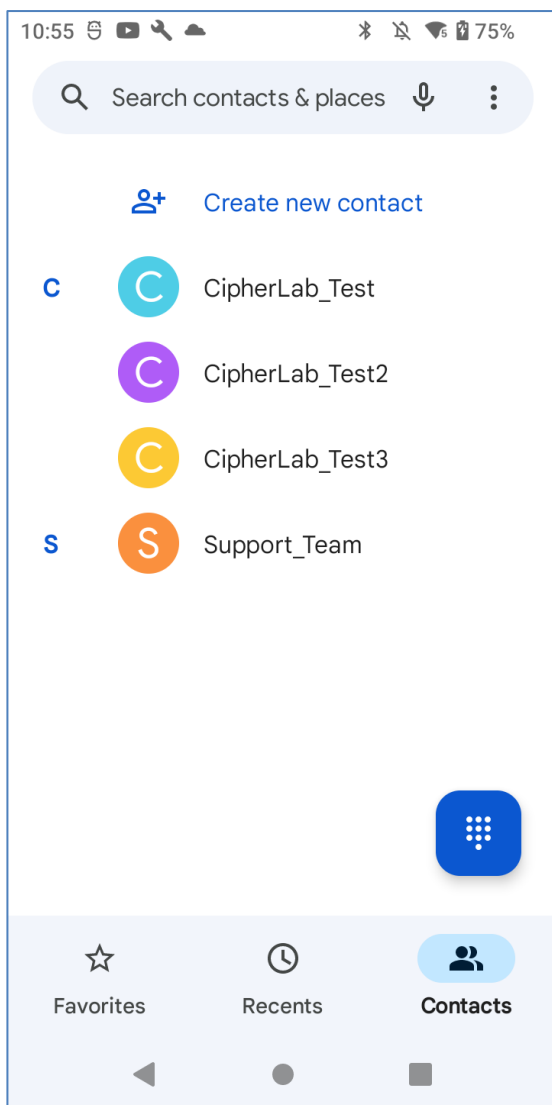 10:55 75%
Search contacts & places
Create new contact
C
C CipherLab_Test
C CipherLab_Test2
C CipherLab_Test3
S
S Support_Team
Favorites Recents Contacts